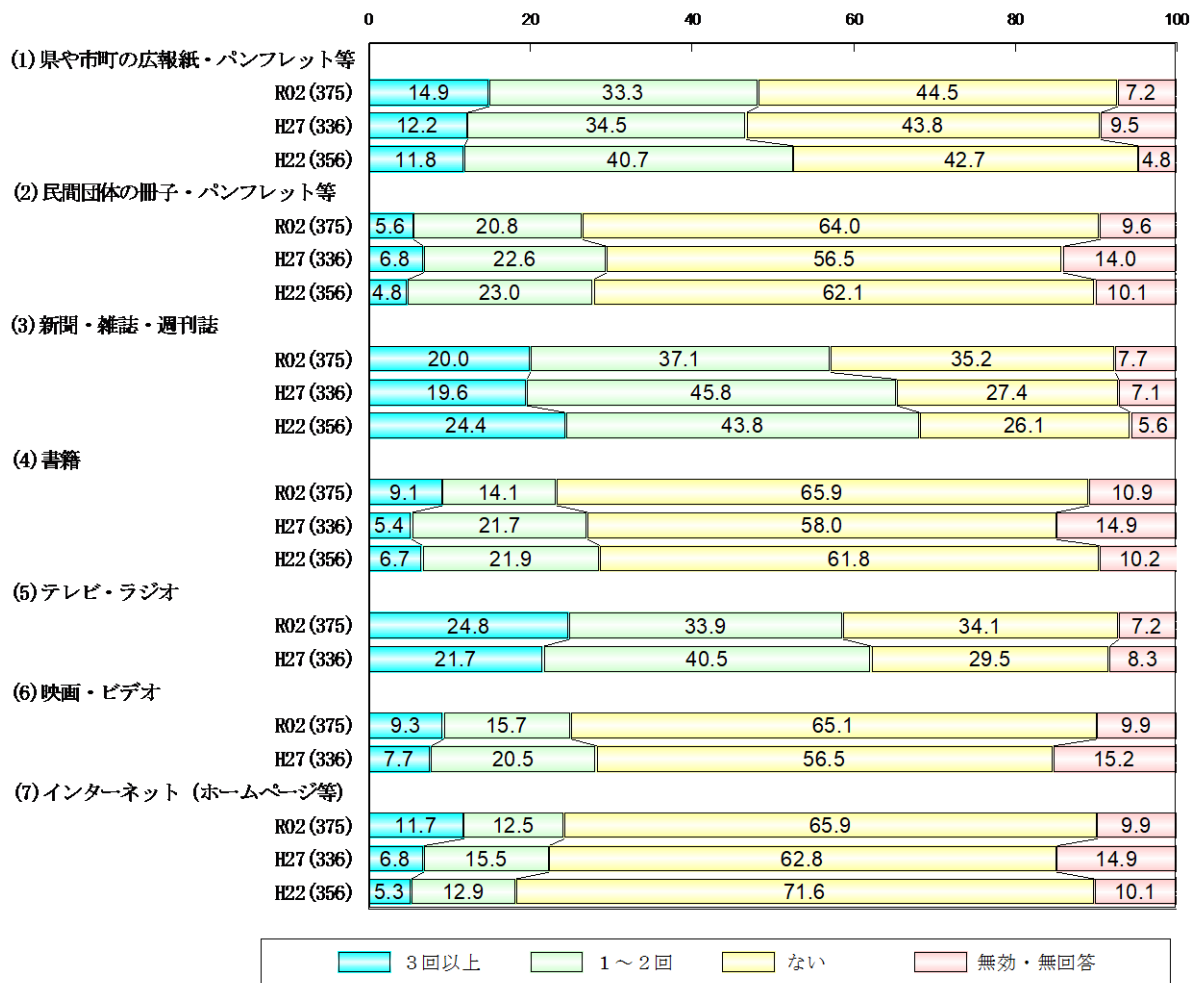 0 20 40 60 80 100
(1)県や市町の広報紙・パンフレット等
R02(375) 14.9 33.3 44.5 7.2
H27(336) 12.2 34.5 43.8 9.5
H22(356) 11.8 40.7 42.7 4.8
(2)民間団体の冊子・パンフレット等
R02(375) 5.6 20.8 64.0 9.6
H27(336) 6.8 22.6 56.5 14.0
H22(356) 4.8 23.0 62.1 10.1
(3)新聞・雑誌・週刊誌
R02(375) 20.0 37.1 35.2 7.7
H27(336) 19.6 45.8 27.4 7.1
H22(356) 24.4 43.8 26.1 5.6
(4)書籍
R02(375) 9.1 14.1 65.9 10.9
H27(336) 5.4 21.7 58.0 14.9
H22(356) 6.7 21.9 61.8 10.2
(5)テレビ・ラジオ
R02(375) 24.8 33.9 34.1 7.2
H27(336) 21.7 40.5 29.5 8.3
(6)映画・ビデオ
R02(375) 9.3 15.7 65.1 9.9
H27(336) 7.7 20.5 56.5 15.2
(7)インターネット（ホームページ等）
R02(375) 11.7 12.5 65.9 9.9
H27(336) 6.8 15.5 62.8 14.9
H22(356) 5.3 12.9 71.6 10.1
３回以上 １～２回 ない 無効・無回答